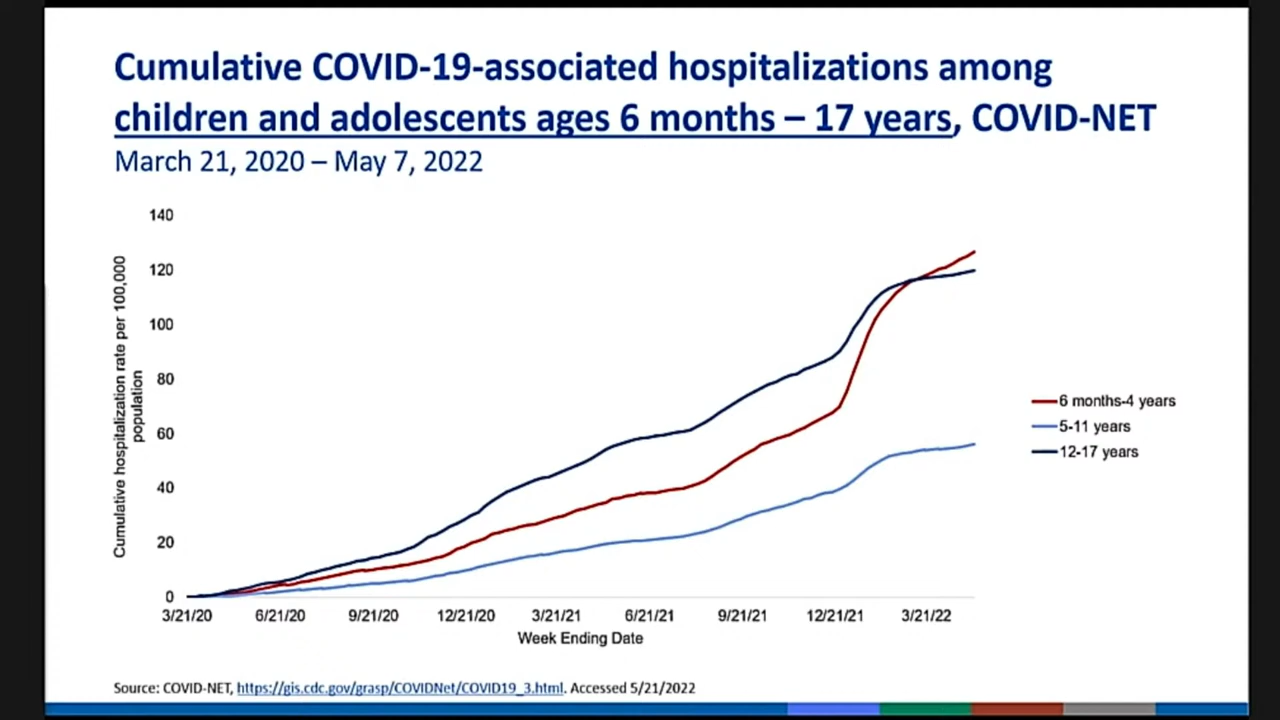 Cumulative COVID-19-associated hospitalizations among
children and adolescents ages 6 months – 17 years, COVID-NET
March 21, 2020 – May 7, 2022
Cumulative hospitalization rate per 100,000
population
140
120
100
80
60
40
20
0
3/21/20 6/21/20 9/21/20 12/21/20 3/21/21 6/21/21 9/21/21 12/21/21 3/21/22
Week Ending Date
6 months-4 years
5-11 years
12-17 years
Source: COVID-NET, https://gis.cdc.gov/grasp/COVIDNet/COVID19_3.html. Accessed 5/21/2022